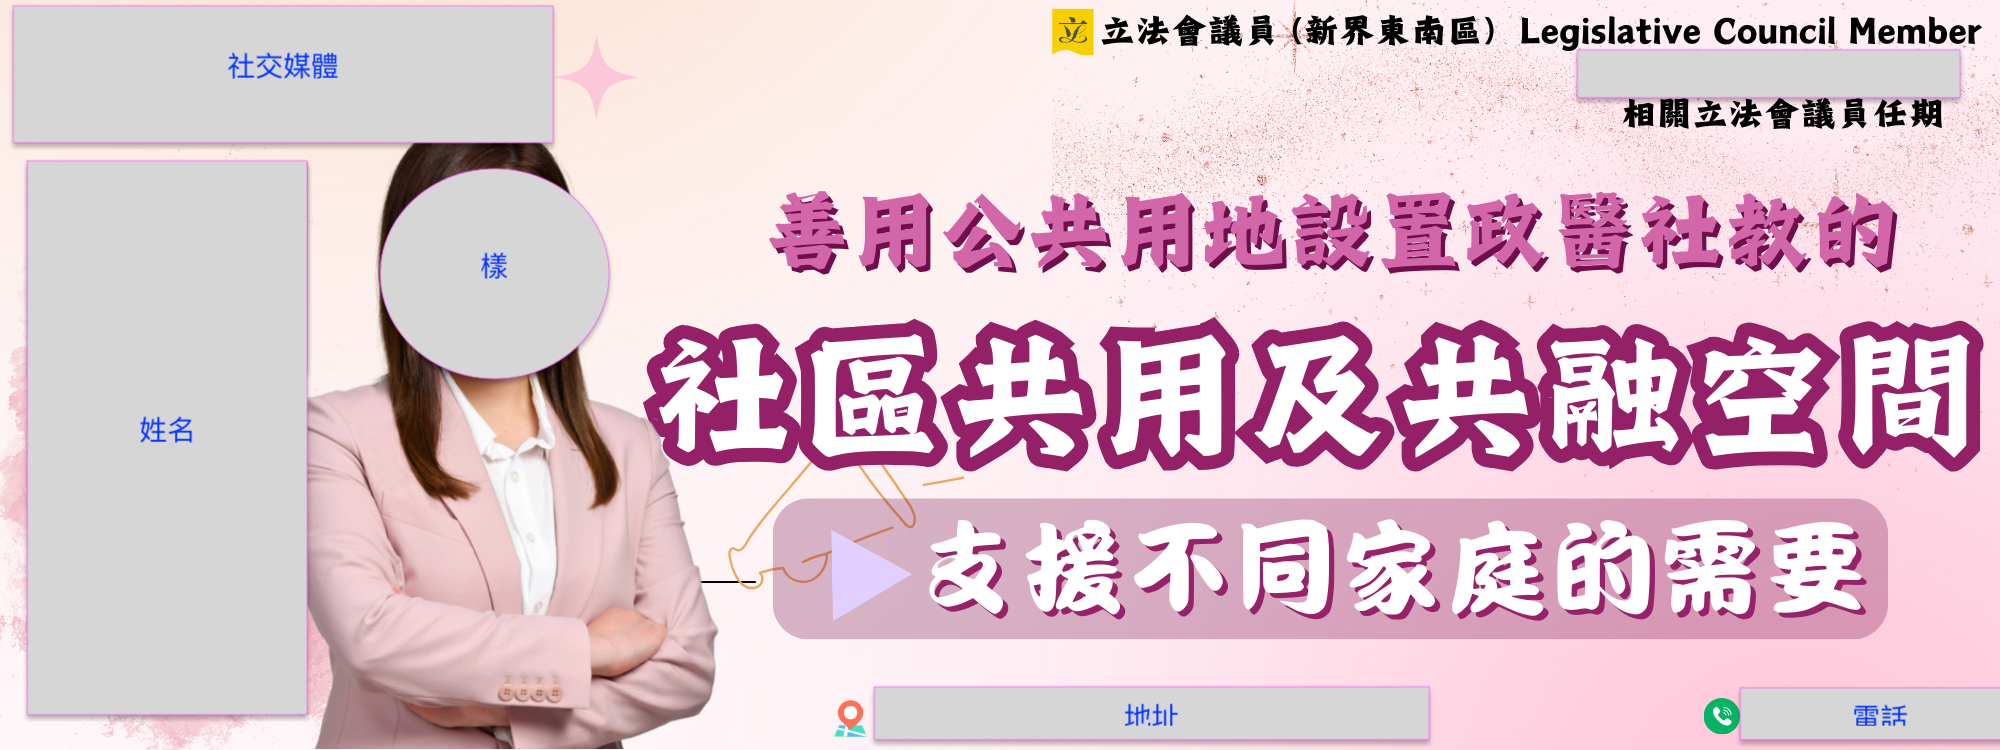 社交媒體
立 立法會議員 (新界東南區) Legislative Council Member
相關立法會議員任期
樣
姓名
善用公共用地設置政醫社教的
社區共用及共融空間
支援不同家庭的需要
地址
電話